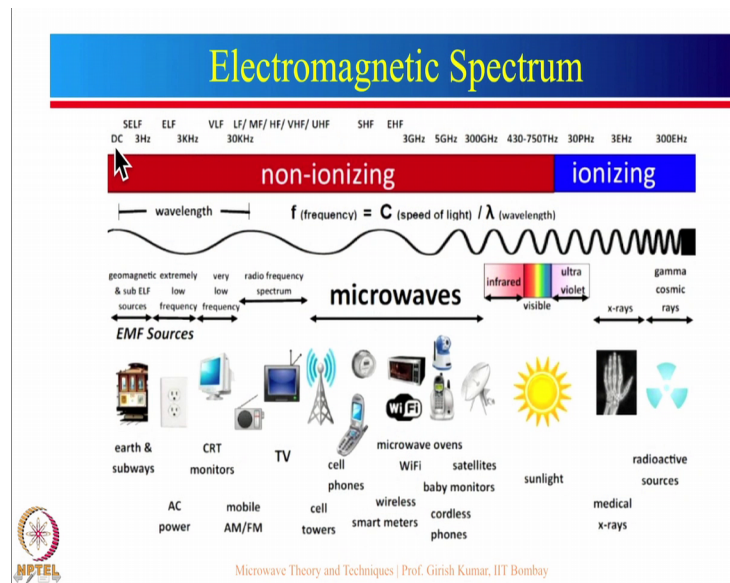 Electromagnetic Spectrum
SELF ELF VLF LF/ MF/ HF/ VHF/ UHF SHF EHF
DC 3Hz 3KHz 30KHz 3GHz 5GHz 300GHz 430-750THz 30PHz 3EHz 300EHz
non-ionizing ionizing
wavelength f (frequency) = C (speed of light) / λ (wavelength)
geomagnetic & sub ELF sources
extremely low frequency
very low frequency
radio frequency spectrum
microwaves
infrared
visible
ultra violet
x-rays
gamma cosmic rays
EMF Sources
WiFi
earth & subways
AC power
CRT monitors
mobile AM/FM
TV
cell phones
cell towers
microwave ovens
WiFi
wireless smart meters
satellites
baby monitors
cordless phones
sunlight
medical x-rays
radioactive sources
NPTEL
Microwave Theory and Techniques | Prof. Girish Kumar, IIT Bombay